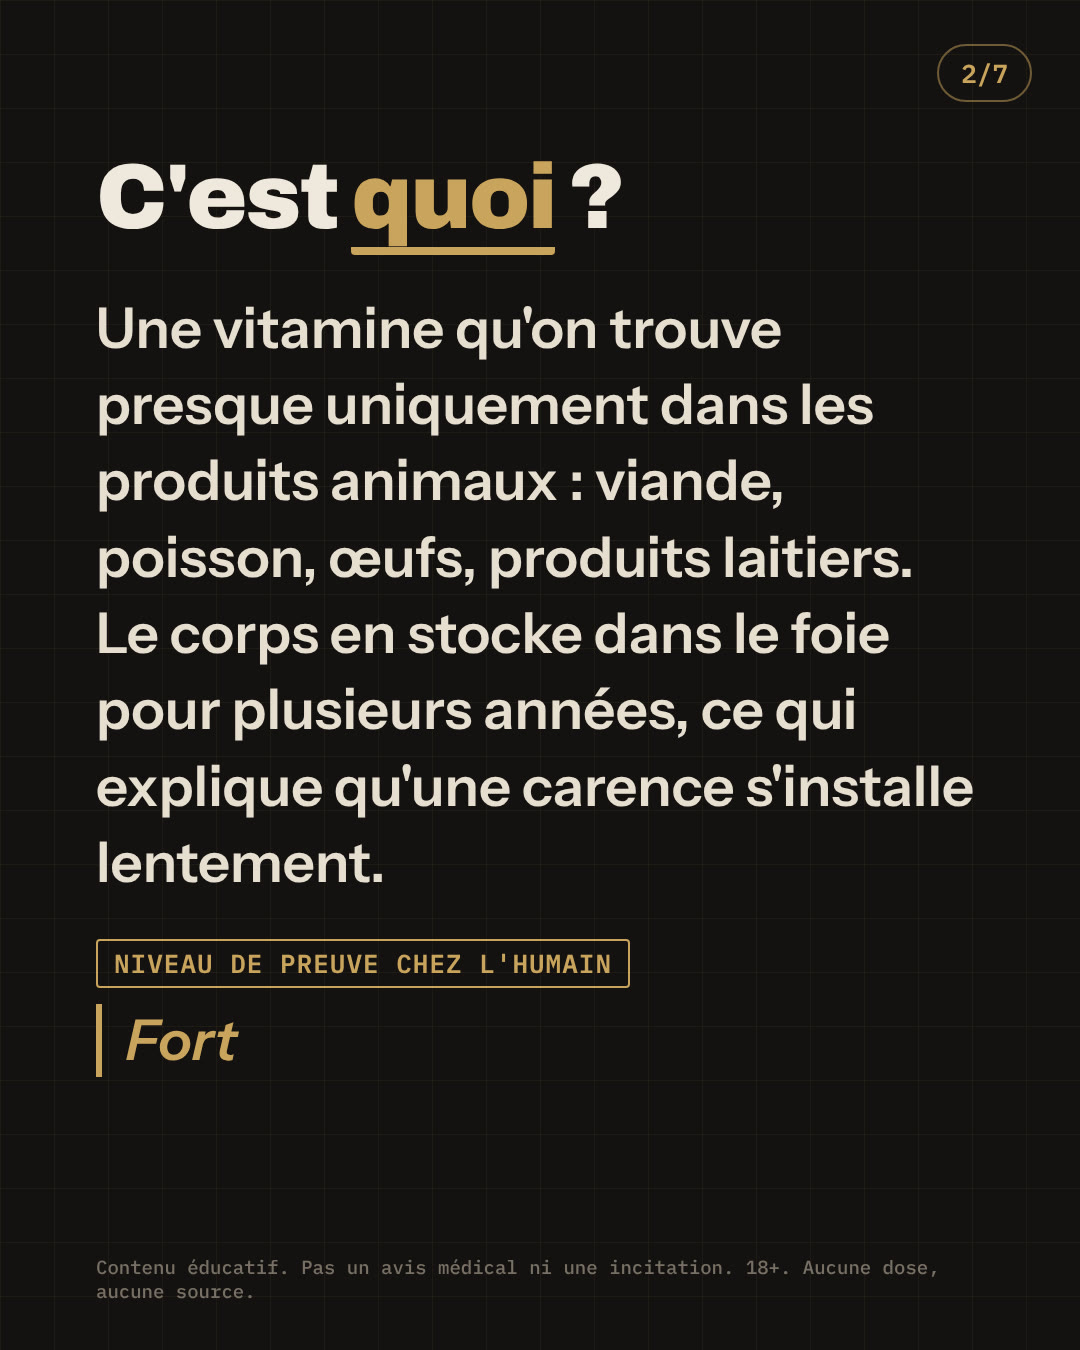 2/7
C'est quoi ?
Une vitamine qu'on trouve
presque uniquement dans les
produits animaux : viande,
poisson, œufs, produits laitiers.
Le corps en stocke dans le foie
pour plusieurs années, ce qui
explique qu'une carence s'installe
lentement.
NIVEAU DE PREUVE CHEZ L'HUMAIN
Fort
Contenu éducatif. Pas un avis médical ni une incitation. 18+. Aucune dose,
aucune source.